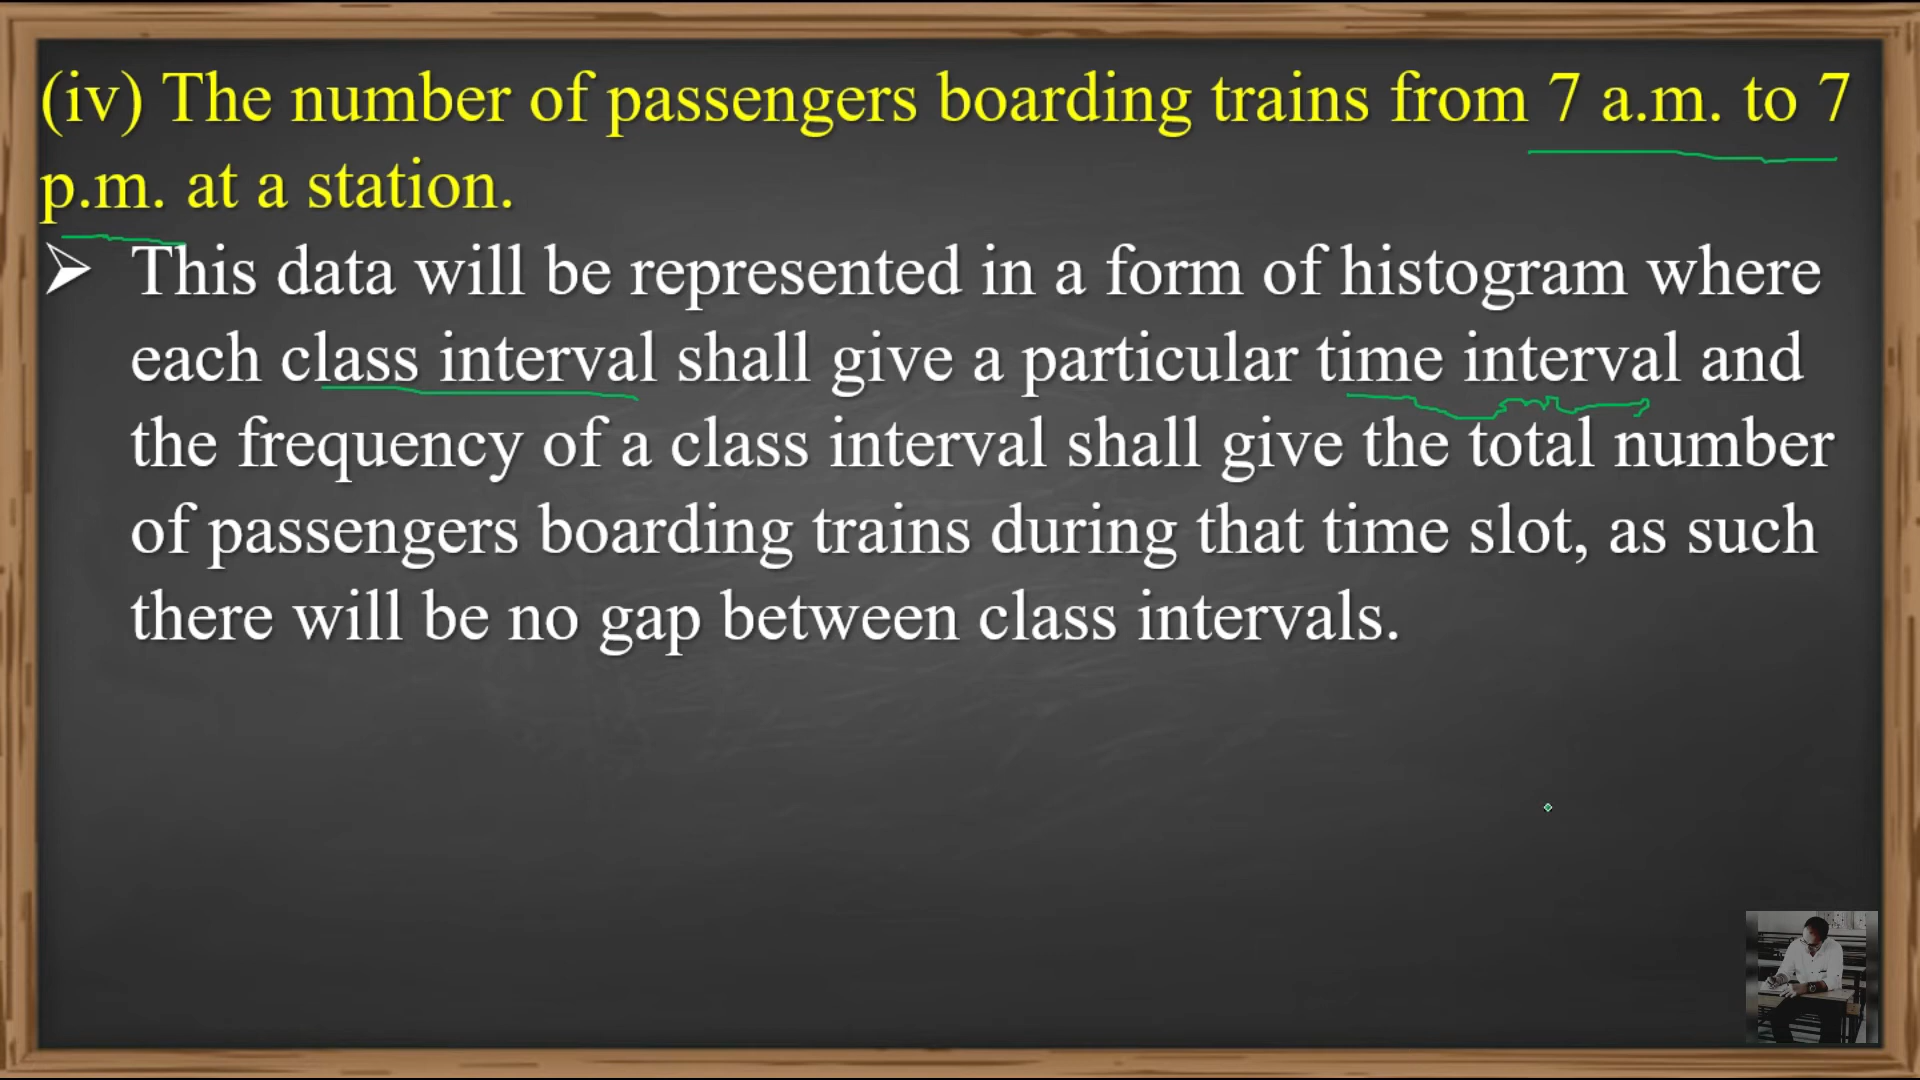 (iv) The number of passengers boarding trains from 7 a.m. to 7
p.m. at a station.
➢ This data will be represented in a form of histogram where
each class interval shall give a particular time interval and
the frequency of a class interval shall give the total number
of passengers boarding trains during that time slot, as such
there will be no gap between class intervals.